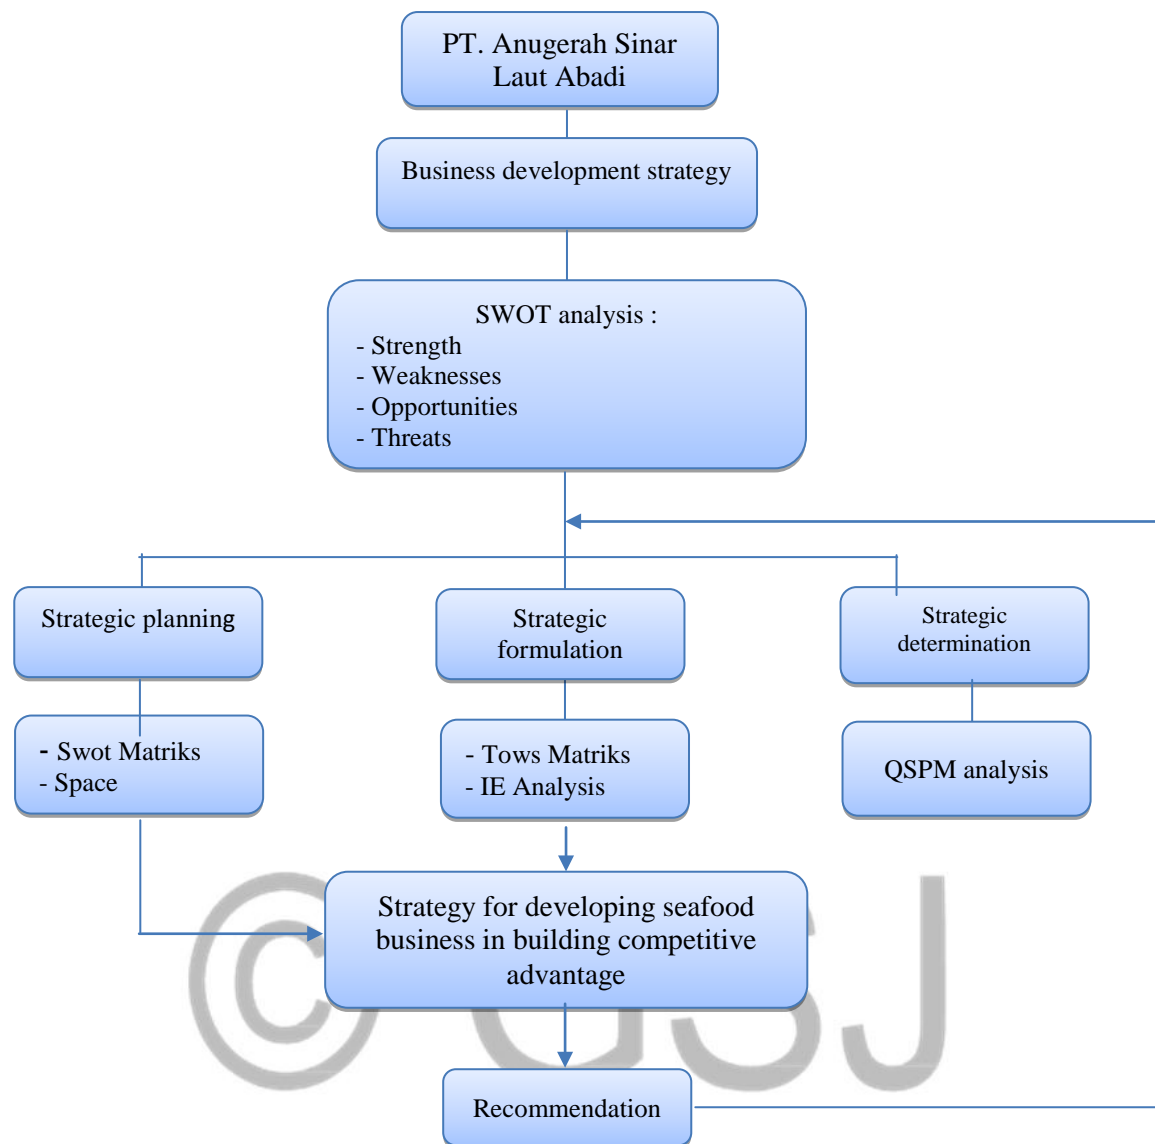 PT. Anugerah Sinar
Laut Abadi
Business development strategy
SWOT analysis :
- Strength
- Weaknesses
- Opportunities
- Threats
Strategic planning
Strategic
formulation
Strategic
determination
- Swot Matriks
- Space
- Tows Matriks
- IE Analysis
QSPM analysis
Strategy for developing seafood
business in building competitive
advantage
© GSJ
Recommendation